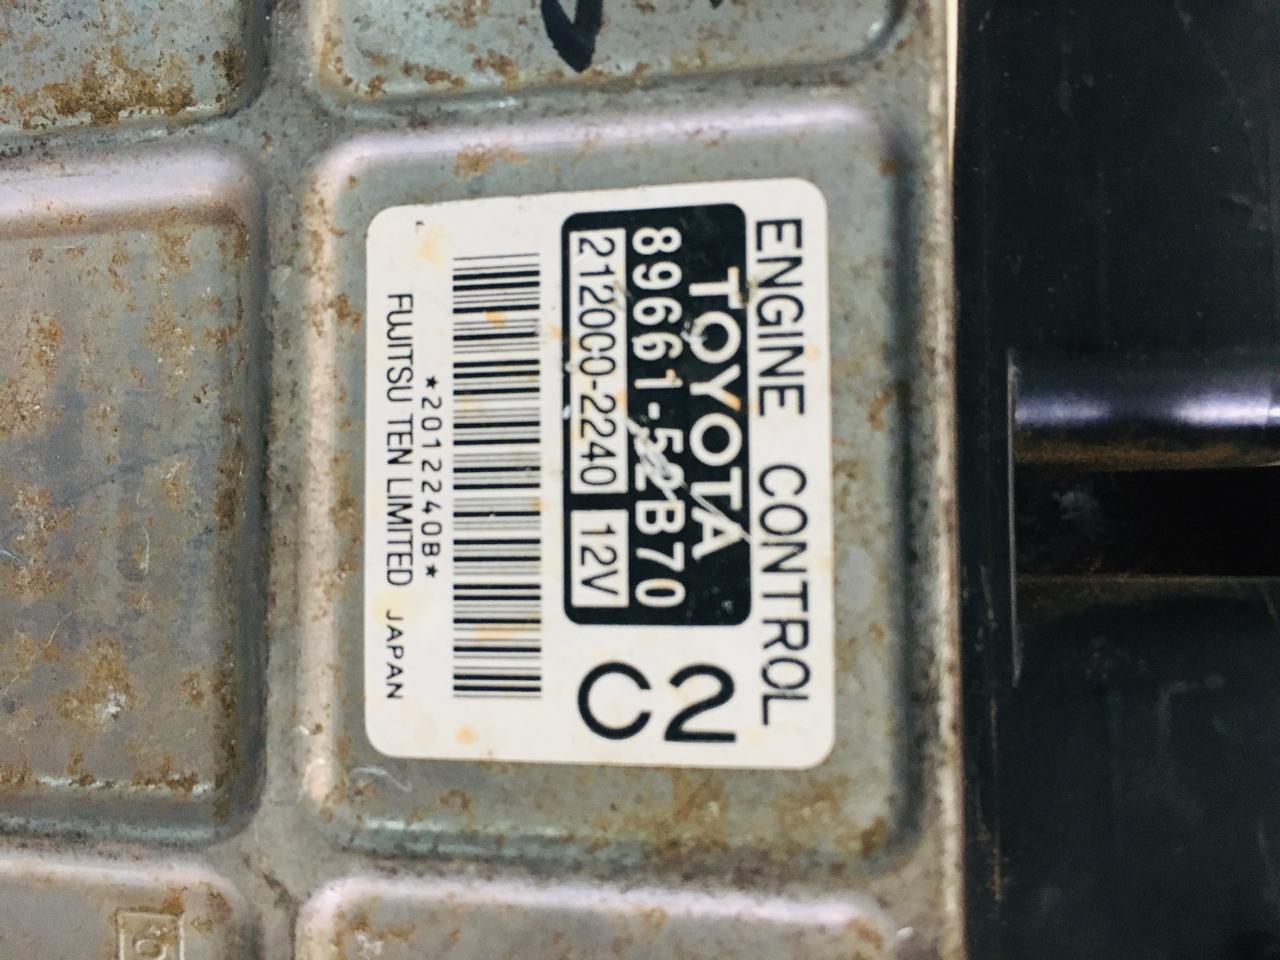 ENGINE CONTROL
TOYOTA
89661-52B70
212000-2240 12V
C2
*20122240B*
FUJITSU TEN LIMITED JAPAN